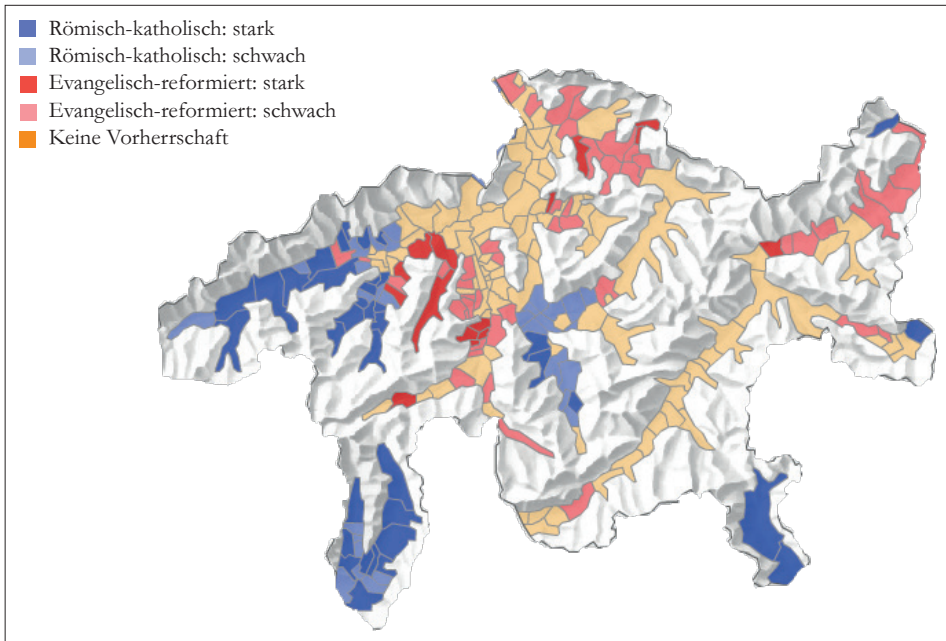 Römisch-katholisch: stark
Römisch-katholisch: schwach
Evangelisch-reformiert: stark
Evangelisch-reformiert: schwach
Keine Vorherrschaft